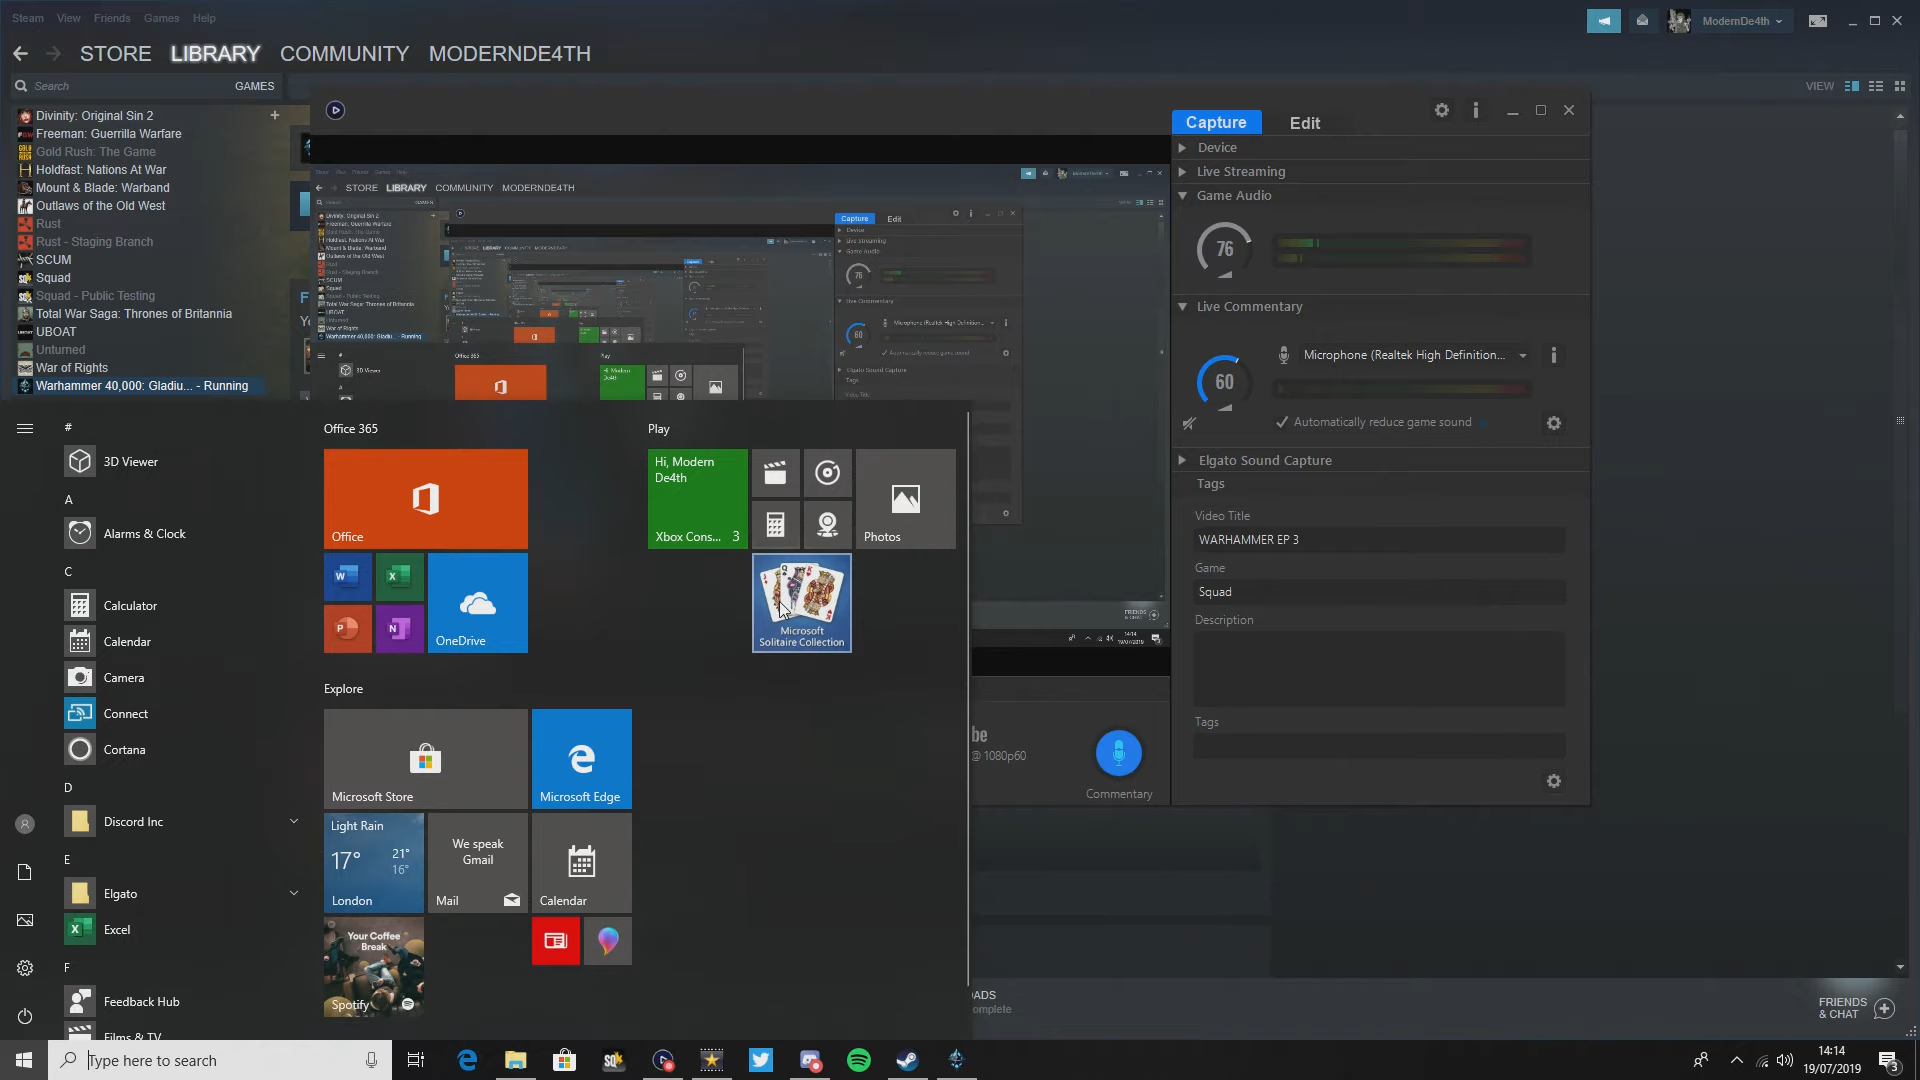 Steam View Friends Games Help
ModernDe4th
STORE LIBRARY COMMUNITY MODERNDE4TH
Search GAMES
VIEW
Divinity: Original Sin 2
Freeman: Guerrilla Warfare
Gold Rush: The Game
Holdfast: Nations At War
Mount & Blade: Warband
Outlaws of the Old West
Rust
Rust - Staging Branch
SCUM
Squad
Squad - Public Testing
Total War Saga: Thrones of Britannia
UBOAT
Unturned
War of Rights
Warhammer 40,000: Gladiu... - Running
STORE LIBRARY COMMUNITY MODERNDE4TH
Capture Edit
Device
Live Streaming
Game Audio
76
Live Commentary
60
Microphone (Realtek High Definition...
Automatically reduce game sound
Elgato Sound Capture
Tags
Video Title
WARHAMMER EP 3
Game
Squad
Description
Tags
@ 1080p60
Commentary
#
3D Viewer
A
Alarms & Clock
C
Calculator
Calendar
Camera
Connect
Cortana
D
Discord Inc
E
Elgato
Excel
F
Feedback Hub
Films & TV
Office 365
Office
OneDrive
Explore
Microsoft Store
Microsoft Edge
Light Rain
17° 21°
16°
London
We speak
Gmail
Mail
Calendar
Your Coffee
Break
Spotify
Play
Hi, Modern
De4th
Xbox Cons... 3
Photos
Microsoft
Solitaire Collection
FRIENDS
& CHAT
Type here to search
14:14
19/07/2019
3